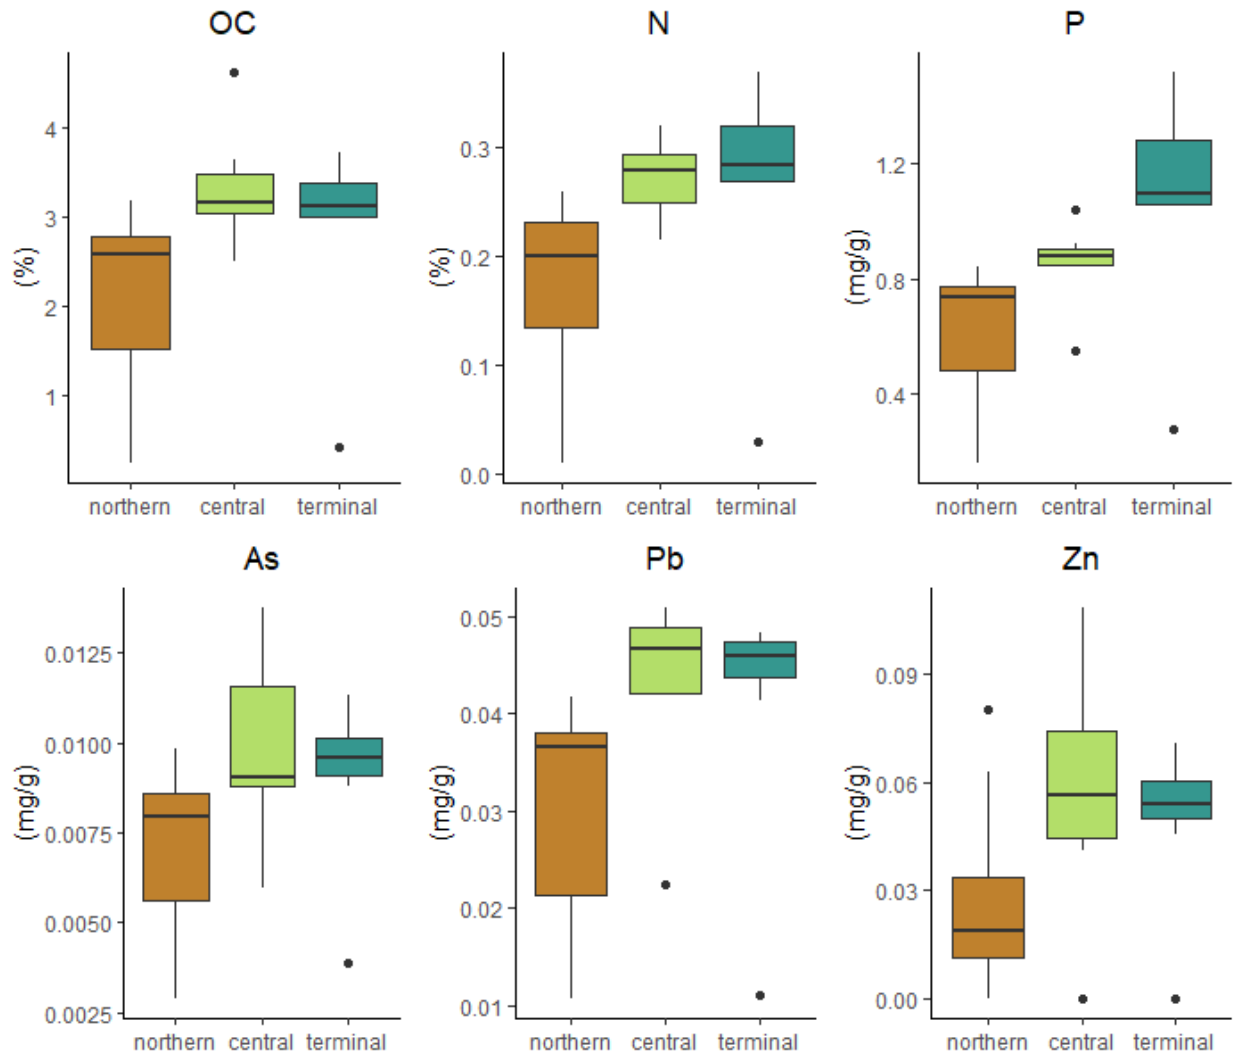 OC
N
P
4
3
2
1
(%)
northern central terminal
0.3
0.2
0.1
0.0
(%)
northern central terminal
1.2
0.8
0.4
(mg/g)
northern central terminal
As
Pb
Zn
0.0125
0.0100
0.0075
0.0050
0.0025
(mg/g)
northern central terminal
0.05
0.04
0.03
0.02
0.01
(mg/g)
northern central terminal
0.09
0.06
0.03
0.00
(mg/g)
northern central terminal